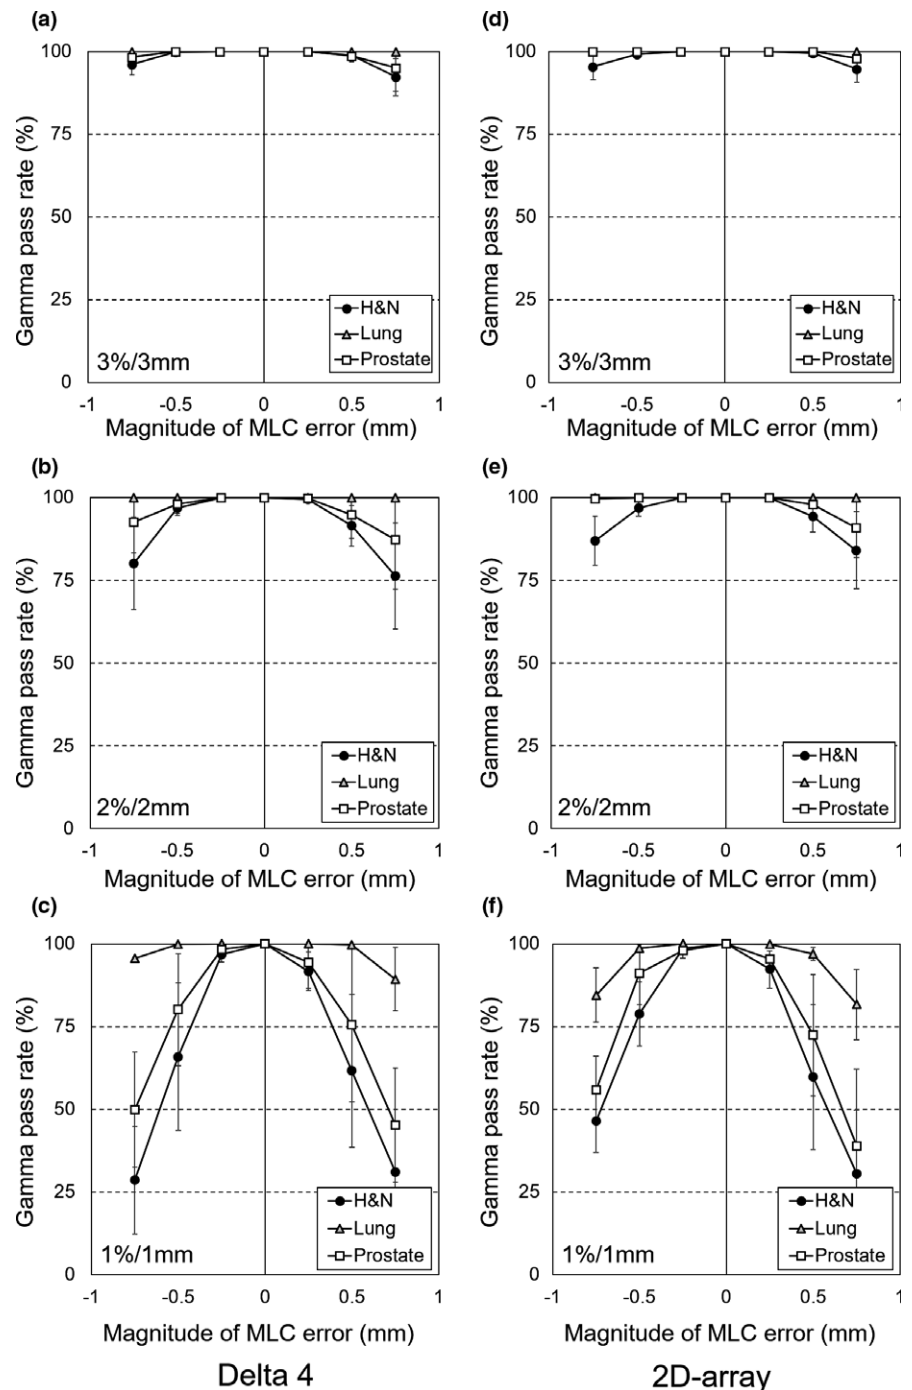 (a)
Gamma pass rate (%)
100
75
50
25
0
H&N
Lung
Prostate
3%/3mm
-1
-0.5
0
0.5
1
Magnitude of MLC error (mm)
(d)
Gamma pass rate (%)
100
75
50
25
0
H&N
Lung
Prostate
3%/3mm
-1
-0.5
0
0.5
1
Magnitude of MLC error (mm)
(b)
Gamma pass rate (%)
100
75
50
25
0
H&N
Lung
Prostate
2%/2mm
-1
-0.5
0
0.5
1
Magnitude of MLC error (mm)
(e)
Gamma pass rate (%)
100
75
50
25
0
H&N
Lung
Prostate
2%/2mm
-1
-0.5
0
0.5
1
Magnitude of MLC error (mm)
(c)
Gamma pass rate (%)
100
75
50
25
0
H&N
Lung
Prostate
1%/1mm
-1
-0.5
0
0.5
1
Magnitude of MLC error (mm)
Delta 4
(f)
Gamma pass rate (%)
100
75
50
25
0
H&N
Lung
Prostate
1%/1mm
-1
-0.5
0
0.5
1
Magnitude of MLC error (mm)
2D-array